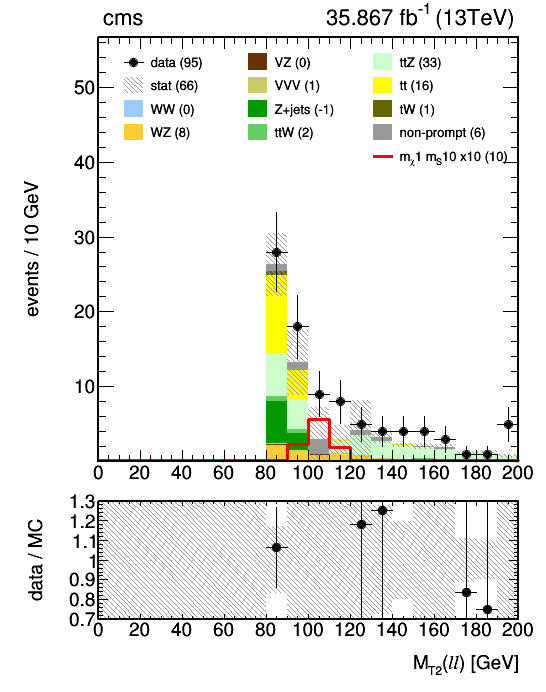 cms 35.867 fb⁻¹ (13TeV)
data (95) VZ (0) ttZ (33)
stat (66) VVV (1) tt (16)
WW (0) Z+jets (-1) tW (1)
WZ (8) ttW (2) non-prompt (6)
mχ1 mS10 x10 (10)
events / 10 GeV
50
40
30
20
10
0 20 40 60 80 100 120 140 160 180 200
data / MC
1.3
1.2
1.1
1
0.9
0.8
0.7
0 20 40 60 80 100 120 140 160 180 200
MT2(ll) [GeV]